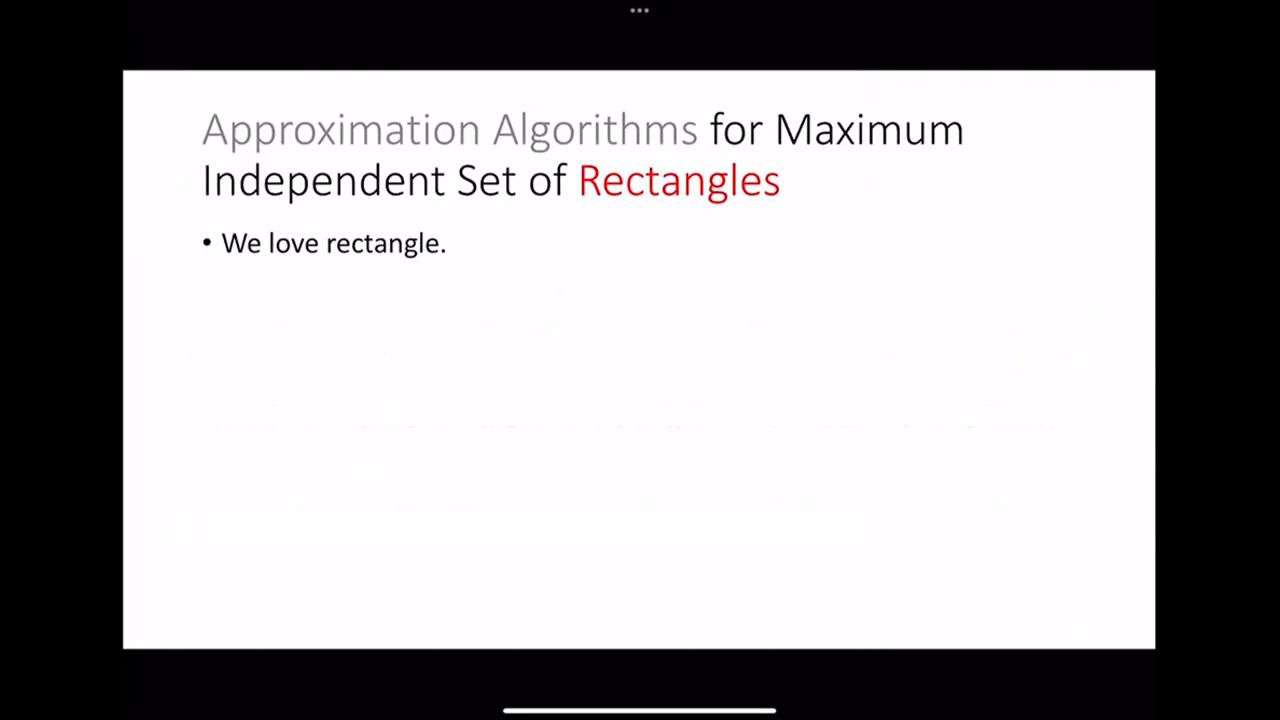 Approximation Algorithms for Maximum
Independent Set of Rectangles
• We love rectangle.